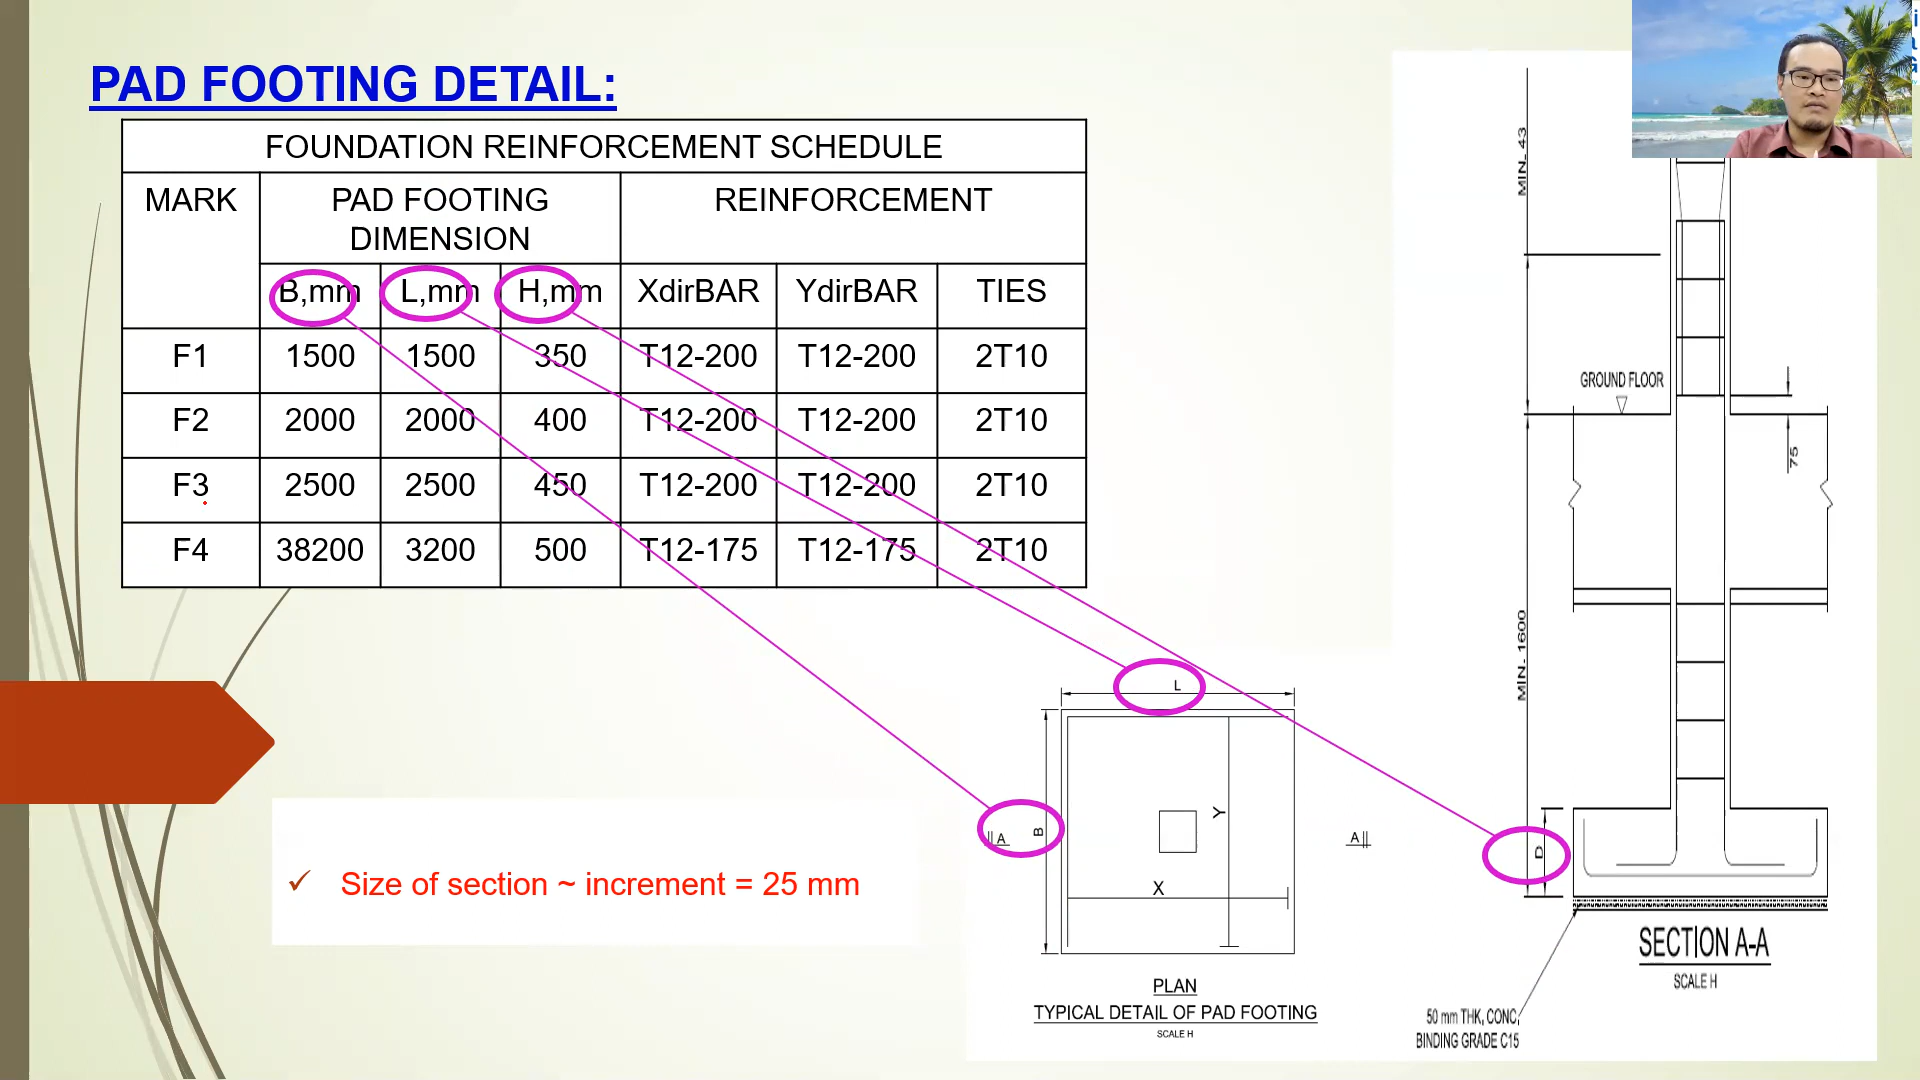 PAD FOOTING DETAIL:
FOUNDATION REINFORCEMENT SCHEDULE
MARK PAD FOOTING DIMENSION REINFORCEMENT
B,mm L,mm H,mm XdirBAR YdirBAR TIES
F1 1500 1500 350 T12-200 T12-200 2T10
F2 2000 2000 400 T12-200 T12-200 2T10
F3 2500 2500 450 T12-200 T12-200 2T10
F4 38200 3200 500 T12-175 T12-175 2T10
✓ Size of section ~ increment = 25 mm
L
B
A
A
Y
X
PLAN
TYPICAL DETAIL OF PAD FOOTING
SCALE H
MIN. 43
GROUND FLOOR
75
MIN. 1600
D
SECTION A-A
SCALE H
50 mm THK, CONC,
BINDING GRADE C15